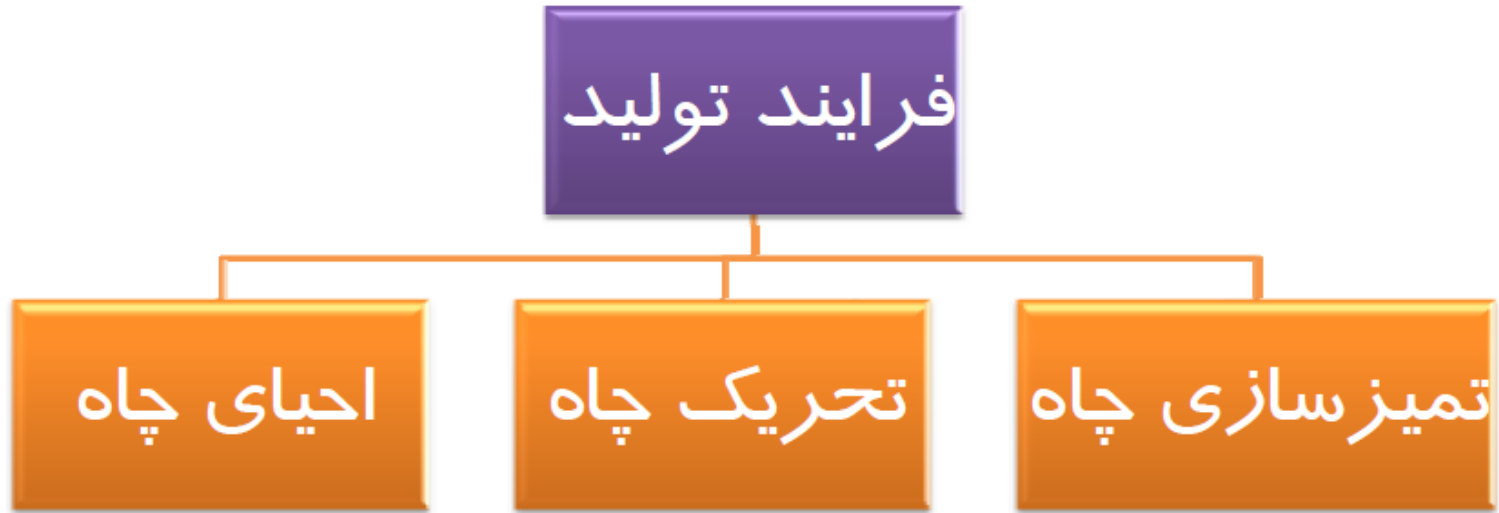 فرایند تولید
تمیزسازی چاه
تحریک چاه
احیای چاه